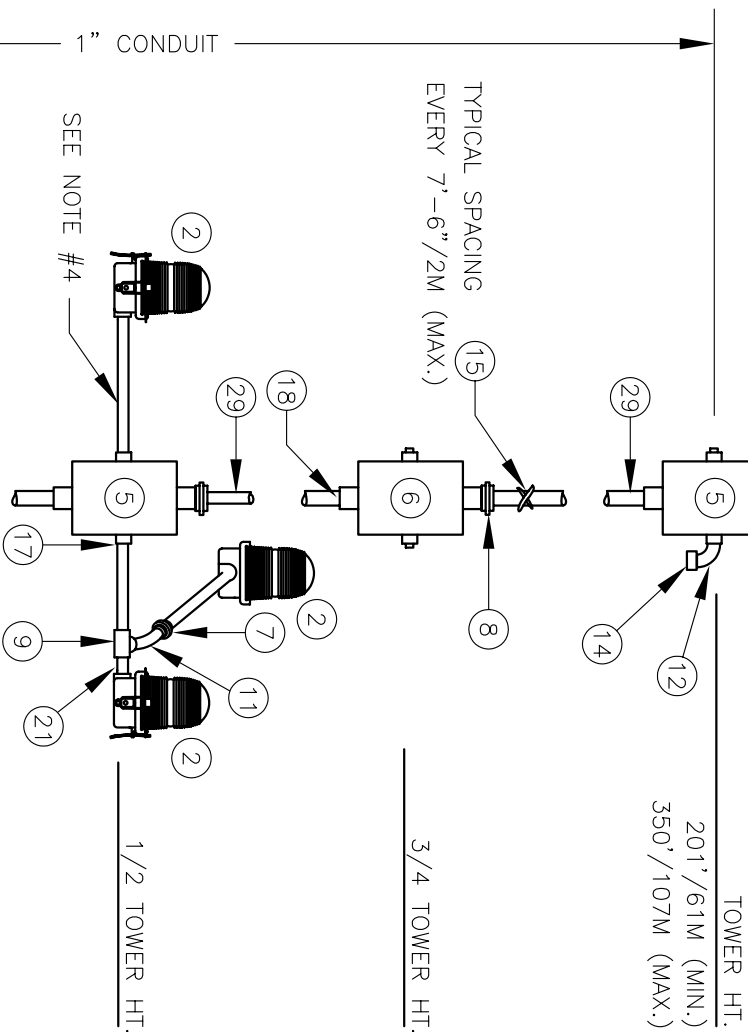 1” CONDUIT
TYPICAL SPACING
EVERY 7'-6”/2M (MAX.)
SEE NOTE #4
2
15
29
18
29
5
6
5
17
8
12
14
2
7
9
11
21
2
TOWER HT.
201'/61M (MIN.)
350'/107M (MAX.)
3/4 TOWER HT.
1/2 TOWER HT.